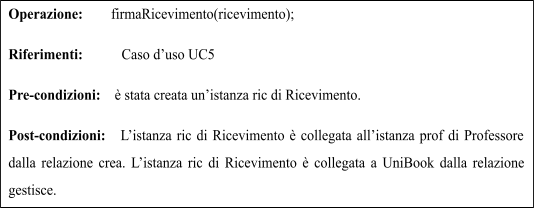 Operazione: firmaRicevimento(ricevimento);
Riferimenti: Caso d’uso UC5
Pre-condizioni: è stata creata un’istanza ric di Ricevimento.
Post-condizioni: L’istanza ric di Ricevimento è collegata all’istanza prof di Professore
dalla relazione crea. L’istanza ric di Ricevimento è collegata a UniBook dalla relazione
gestisce.